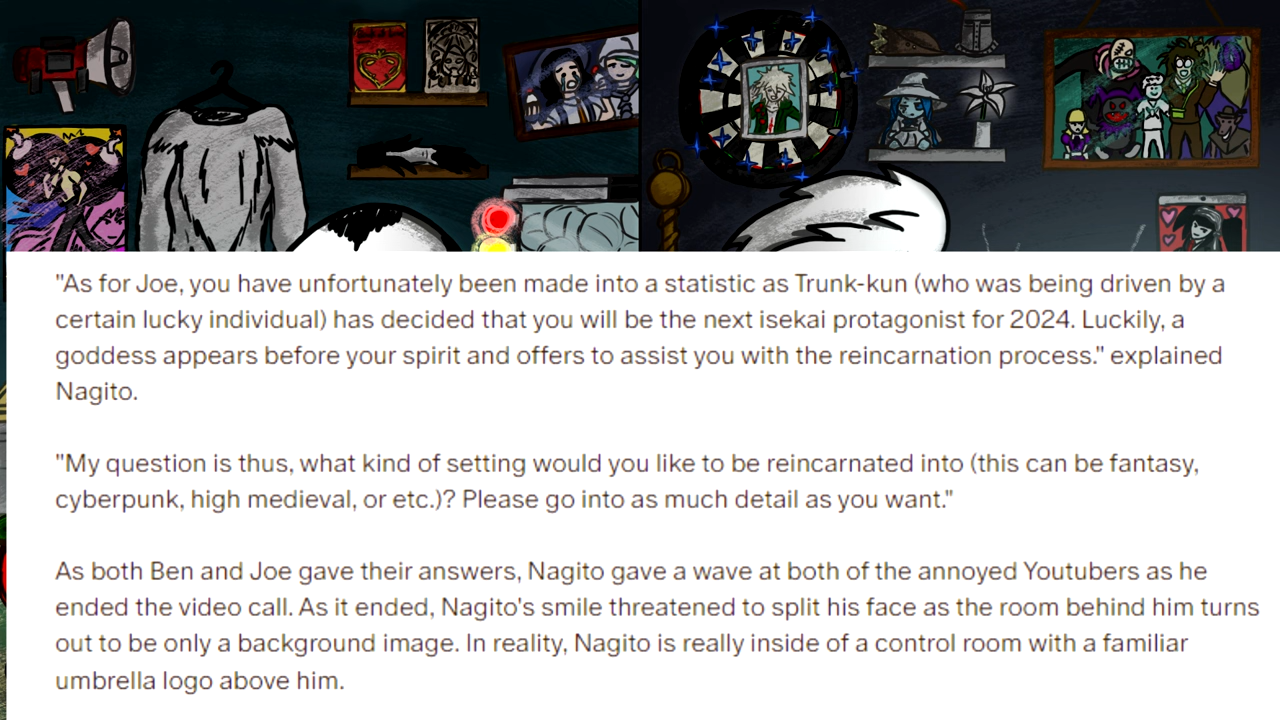 "As for Joe, you have unfortunately been made into a statistic as Trunk-kun (who was being driven by a
certain lucky individual) has decided that you will be the next isekai protagonist for 2024. Luckily, a
goddess appears before your spirit and offers to assist you with the reincarnation process." explained
Nagito.
"My question is thus, what kind of setting would you like to be reincarnated into (this can be fantasy,
cyberpunk, high medieval, or etc.)? Please go into as much detail as you want."
As both Ben and Joe gave their answers, Nagito gave a wave at both of the annoyed Youtubers as he
ended the video call. As it ended, Nagito's smile threatened to split his face as the room behind him turns
out to be only a background image. In reality, Nagito is really inside of a control room with a familiar
umbrella logo above him.